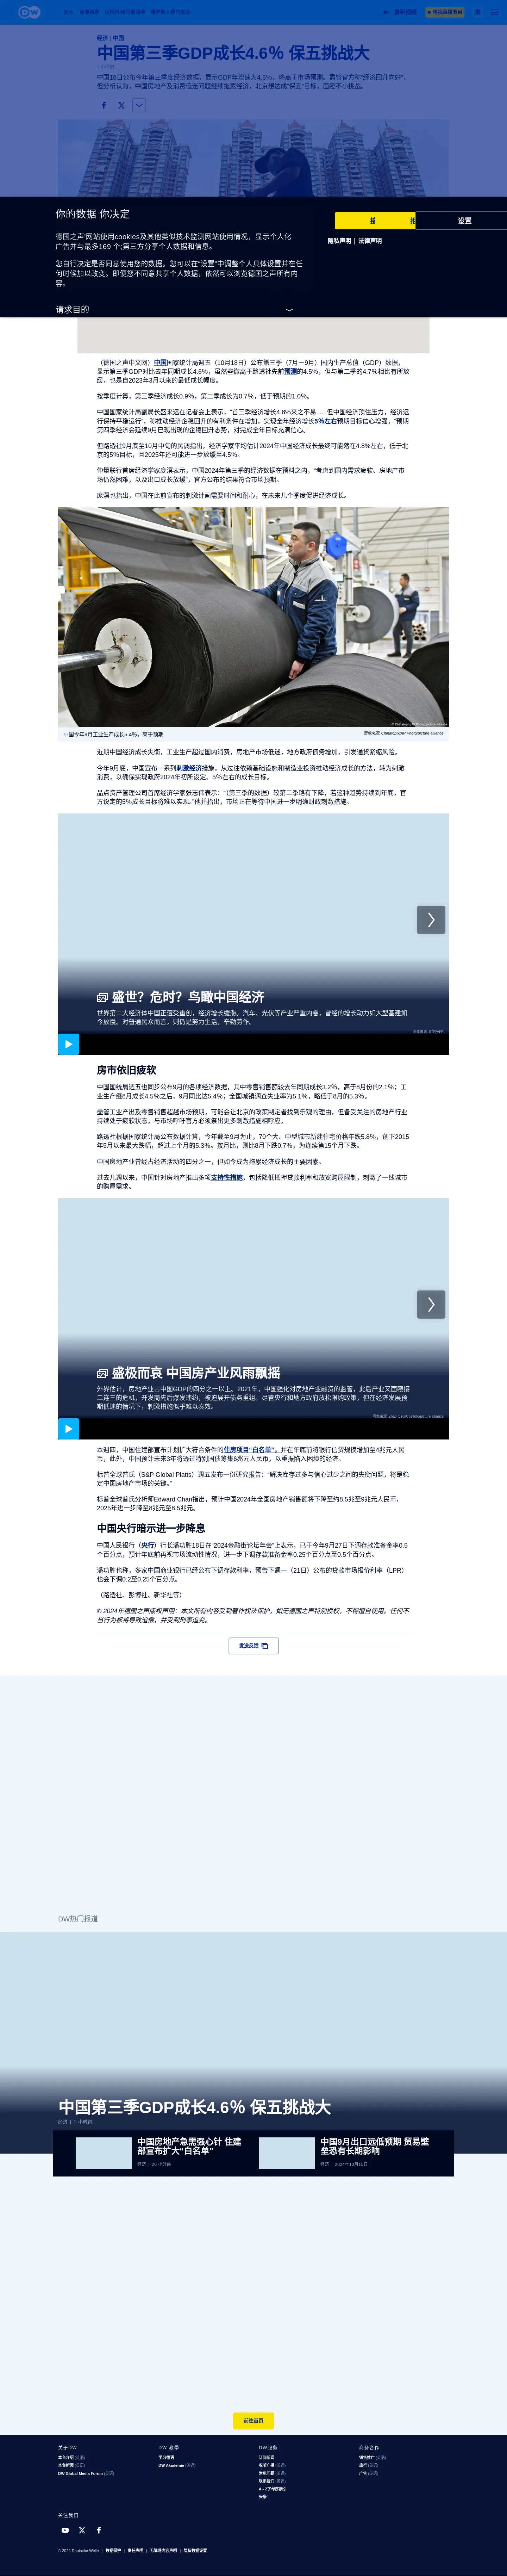 经济 | 中国
中国第三季GDP成长4.6% 保五挑战大
中国18日公布今年第三季度经济数据，显示GDP年增速为4.6%，略高于市场预测。盡管官方称“经济回升向好”，
但分析认为，中国房地产及消费低迷问题继续拖累经济，北京想达成“保五”目标，面临不小挑战。
你的数据 你决定
设置
隐私声明 | 法律声明
德国之声'网站使用cookies及其他类似技术监测网站使用情况，显示个人化
广告并与最多169 个;第三方分享个人数据和信息。
您自行决定是否同意使用您的数据。您可以在"设置"中调整个人具体设置并在任
何时候加以改变。即便您不同意共享个人数据，依然可以浏览德国之声所有内
容。
请求目的
（德国之声中文网）中国国家统计局週五（10月18日）公布第三季（7月－9月）国内生产总值（GDP）数据，
显示第三季GDP对比去年同期成长4.6%，虽然些微高于路透社先前预测的4.5%，但与第二季的4.7%相比有所放
缓，也是自2023年3月以来的最低成长幅度。
按季度计算，第三季经济成长0.9%，第二季成长为0.7%，低于预期的1.0%。
中国国家统计局副局长盛来运在记者会上表示，"首三季经济增长4.8%来之不易......但中国经济顶住压力，经济运
行保持平稳运行"，称推动经济企稳回升的有利条件在增加，实现全年经济增长5%左右预期目标信心增强，"预期
第四季经济会延续9月已现出现的企稳回升态势，对完成全年目标充满信心。"
但路透社9月底至10月中旬的民调指出，经济学家平均估计2024年中国经济成长最终可能落在4.8%左右，低于北
京的5%目标，且2025年还可能进一步放缓至4.5%。
仲量联行首席经济学家庞溟表示，中国2024年第三季的经济数据在预料之内，"考虑到国内需求疲软、房地产市
场仍然困难，以及出口成长放缓"，官方公布的结果符合市场预期。
庞溟也指出，中国在此前宣布的刺激计画需要时间和耐心，在未来几个季度促进经济成长。
中国今年9月工业生产成长5.4%，高于预期
图像来源: Chinatopix/AP Photo/picture alliance
近期中国经济成长失衡，工业生产超过国内消费，房地产市场低迷，地方政府债务增加，引发通货紧缩风险。
今年9月底，中国宣布一系列刺激经济措施，从过往依赖基础设施和制造业投资推动经济成长的方法，转为刺激
消费，以确保实现政府2024年初所设定、5%左右的成长目标。
品点资产管理公司首席经济学家张志伟表示："（第三季的数据）较第二季略有下降，若这种趋势持续到年底，官
方设定的5%成长目标将难以实现。"他并指出，市场正在等待中国进一步明确财政刺激措施。
盛世？危时？鸟瞰中国经济
世界第二大经济体中国正遭受重创，经济增长缓滞。汽车、光伏等产业严重内卷，曾经的增长动力如大型基建如
今放慢。对普通民众而言，则仍是努力生活，辛勤劳作。
房市依旧疲软
中国国统局週五也同步公布9月的各项经济数据，其中零售销售额较去年同期成长3.2%，高于8月份的2.1%；工
业生产继8月成长4.5%之后，9月同比达5.4%；全国城镇调查失业率为5.1%，略低于8月的5.3%。
盡管工业产出及零售销售超越市场预期，可能会让北京的政策制定者找到乐观的理由，但备受关注的房地产行业
持续处于疲软状态，与市场呼吁官方必须祭出更多刺激措施相呼应。
路透社根据国家统计局公布数据计算，今年截至9月为止，70个大、中型城市新建住宅价格年跌5.8%，创下2015
年5月以来最大跌幅，超过上个月的5.3%。按月比，则比8月下跌0.7%，为连续第15个月下跌。
中国房地产业曾经占经济活动的四分之一，但如今成为拖累经济成长的主要因素。
过去几週以来，中国针对房地产推出多项支持性措施，包括降低抵押贷款利率和放宽购屋限制，刺激了一线城市
的购屋需求。
盛极而哀 中国房产业风雨飘摇
外界估计，房地产业占中国GDP的四分之一以上。2021年，中国强化对房地产业融资的监管，此后产业又面临接
二连三的危机，开发商先后爆发违约，被迫展开债务重组。尽管央行和地方政府放松限购政策，但在经济发展预
期低迷的情况下，刺激措施似乎难以奏效。
本週四，中国住建部宣布计划扩大符合条件的住房项目"白名单"，并在年底前将银行信贷规模增加至4兆元人民
币，此外，中国预计未来3年将透过特别国债筹集6兆元人民币，以重振陷入困境的经济。
标普全球普氏（S&P Global Platts）週五发布一份研究报告："解决库存过多与信心过少之间的失衡问题，将是稳
定中国房地产市场的关键。"
标普全球普氏分析师Edward Chan指出，预计中国2024年全国房地产销售额将下降至约8.5兆至9兆元人民币，
2025年进一步降至8兆元至8.5兆元。
中国央行暗示进一步降息
中国人民银行（央行）行长潘功胜18日在"2024金融街论坛年会"上表示，已于今年9月27日下调存款准备金率0.5
个百分点，预计年底前再视市场流动性情况，进一步下调存款准备金率0.25个百分点至0.5个百分点。
潘功胜也称，多家中国商业银行已经公布下调存款利率，预告下週一（21日）公布的贷款市场报价利率（LPR）
也会下调0.2至0.25个百分点。
（路透社、彭博社、新华社等）
© 2024年德国之声版权声明：本文所有内容受到著作权法保护，如无德国之声特别授权，不得擅自使用。任何不
当行为都将导致追偿，并受到刑事追究。
发送反馈
DW热门报道
中国第三季GDP成长4.6% 保五挑战大
经济 | 1 小时前
中国房地产急需强心针 住建
部宣布扩大"白名单"
经济 | 20 小时前
中国9月出口远低预期 贸易壁
垒恐有长期影响
经济 | 2024年10月15日
前往首页
关于DW
本台介绍 (英语)
本台新闻 (英语)
DW Global Media Forum (英语)
DW 教學
学习德语
DW Akademie (英语)
DW服务
订阅新闻
收听广播 (英语)
常见问题 (英语)
联系我们 (英语)
A - Z字母序索引
头条
商务合作
销售推广 (英语)
旅行 (英语)
广告 (英语)
关注我们
© 2024 Deutsche Welle | 数据保护 | 责任声明 | 无障碍内容声明 | 隐私数据设置